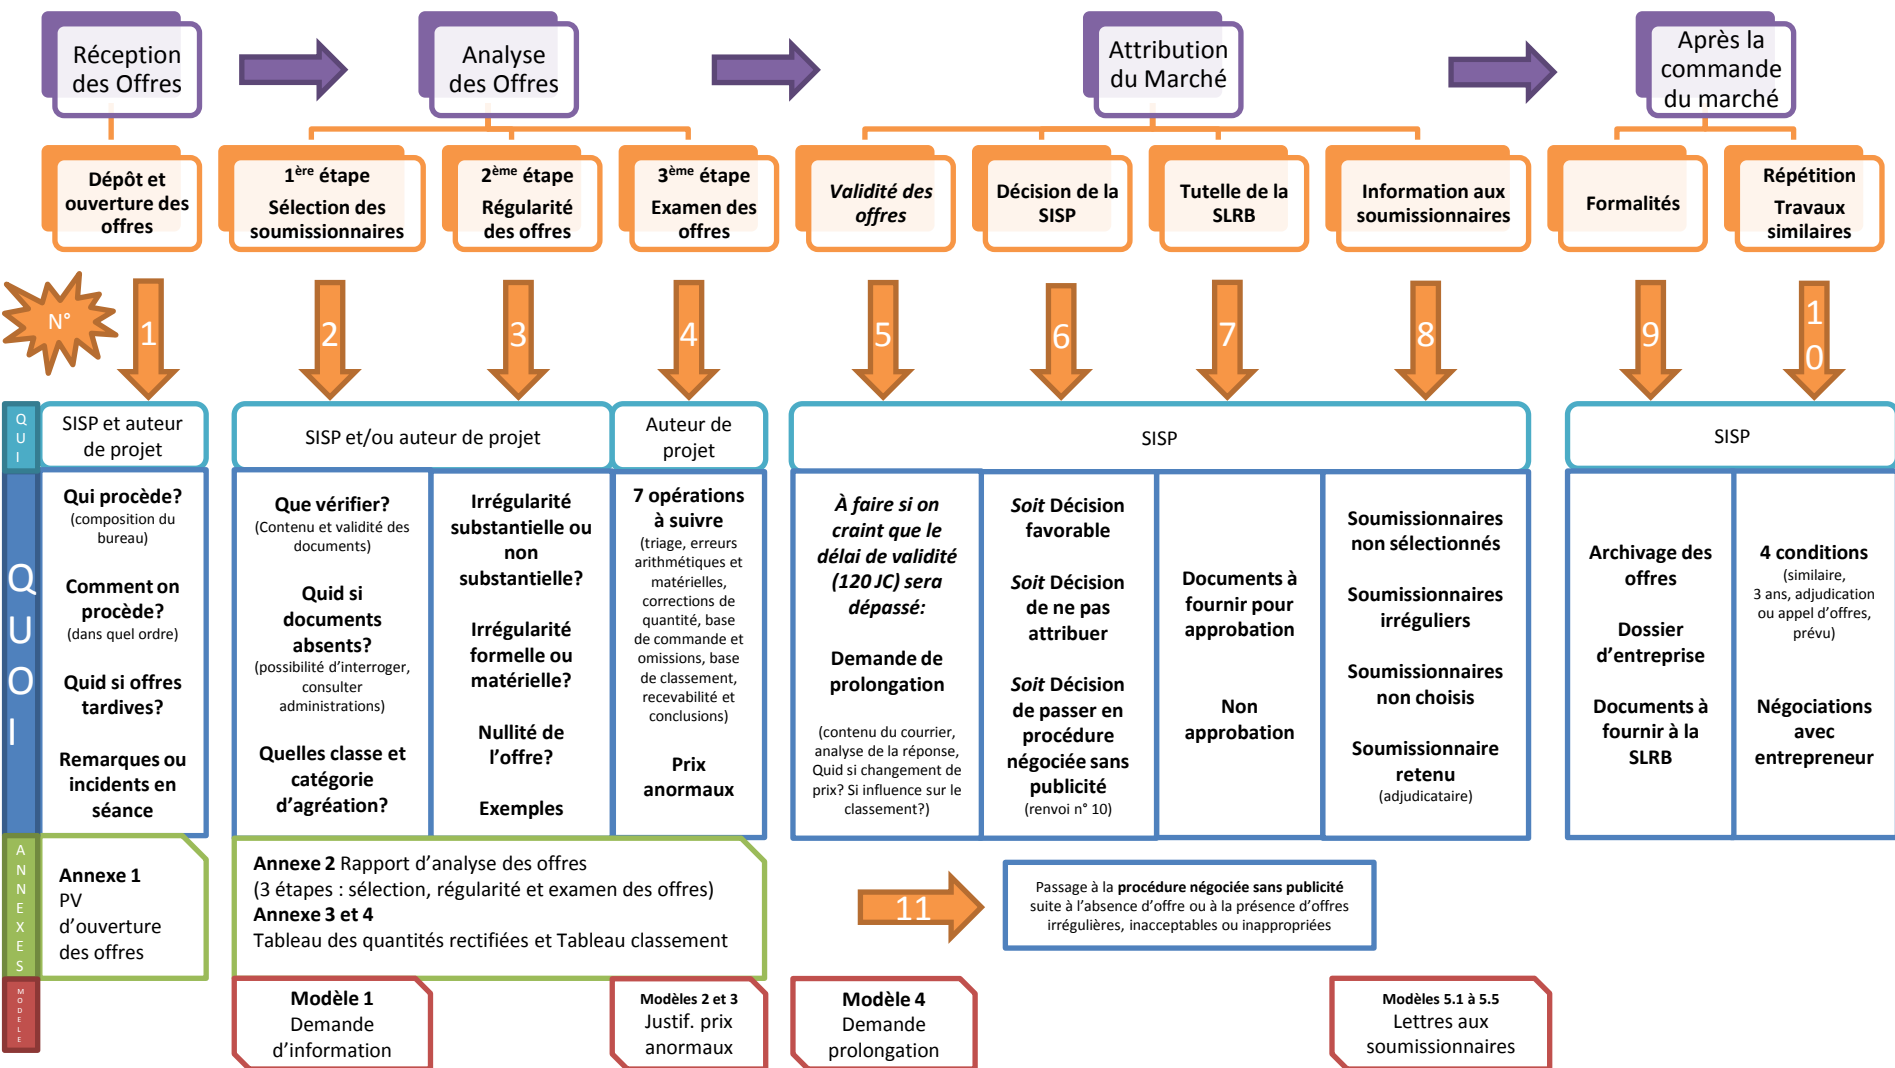 Réception
des Offres
Analyse
des Offres
Attribution
du Marché
Après la
commande
du marché
Dépôt et
ouverture des
offres
1ère étape
Sélection des
soumissionnaires
2ème étape
Régularité
des offres
3ème étape
Examen des
offres
Validité des
offres
Décision de la
SISP
Tutelle de la
SLRB
Information aux
soumissionnaires
Formalités
Répétition
Travaux
similaires
N°
1
2
3
4
5
6
7
8
9
1
0
Q
U
I
SISP et auteur
de projet
SISP et/ou auteur de projet
Auteur de
projet
SISP
SISP
Q
U
O
I
Qui procède?
(composition du
bureau)
Comment on
procède?
(dans quel ordre)
Quid si offres
tardives?
Remarques ou
incidents en
séance
Que vérifier?
(Contenu et validité des
documents)
Quid si
documents
absents?
(possibilité d’interroger,
consulter
administrations)
Quelles classe et
catégorie
d’agréation?
Irrégularité
substantielle ou
non
substantielle?
Irrégularité
formelle ou
matérielle?
Nullité de
l’offre?
Exemples
7 opérations
à suivre
(triage, erreurs
arithmétiques et
matérielles,
corrections de
quantité, base
de commande et
omissions, base
de classement,
recevabilité et
conclusions)
Prix
anormaux
À faire si on
craint que le
délai de validité
(120 JC) sera
dépassé:
Demande de
prolongation
(contenu du courrier,
analyse de la réponse,
Quid si changement de
prix? Si influence sur le
classement?)
Soit Décision
favorable
Soit Décision
de ne pas
attribuer
Soit Décision
de passer en
procédure
négociée sans
publicité
(renvoi n° 10)
Documents à
fournir pour
approbation
Non
approbation
Soumissionnaires
non sélectionnés
Soumissionnaires
irréguliers
Soumissionnaires
non choisis
Soumissionnaire
retenu
(adjudicataire)
Archivage des
offres
Dossier
d’entreprise
Documents à
fournir à la
SLRB
4 conditions
(similaire,
3 ans, adjudication
ou appel d’offres,
prévu)
Négociations
avec
entrepreneur
A
N
N
E
X
E
S
Annexe 1
PV
d’ouverture
des offres
Annexe 2 Rapport d’analyse des offres
(3 étapes : sélection, régularité et examen des offres)
Annexe 3 et 4
Tableau des quantités rectifiées et Tableau classement
11
Passage à la procédure négociée sans publicité
suite à l’absence d’offre ou à la présence d’offres
irrégulières, inacceptables ou inappropriées
M
O
D
E
L
E
Modèle 1
Demande
d’information
Modèles 2 et 3
Justif. prix
anormaux
Modèle 4
Demande
prolongation
Modèles 5.1 à 5.5
Lettres aux
soumissionnaires